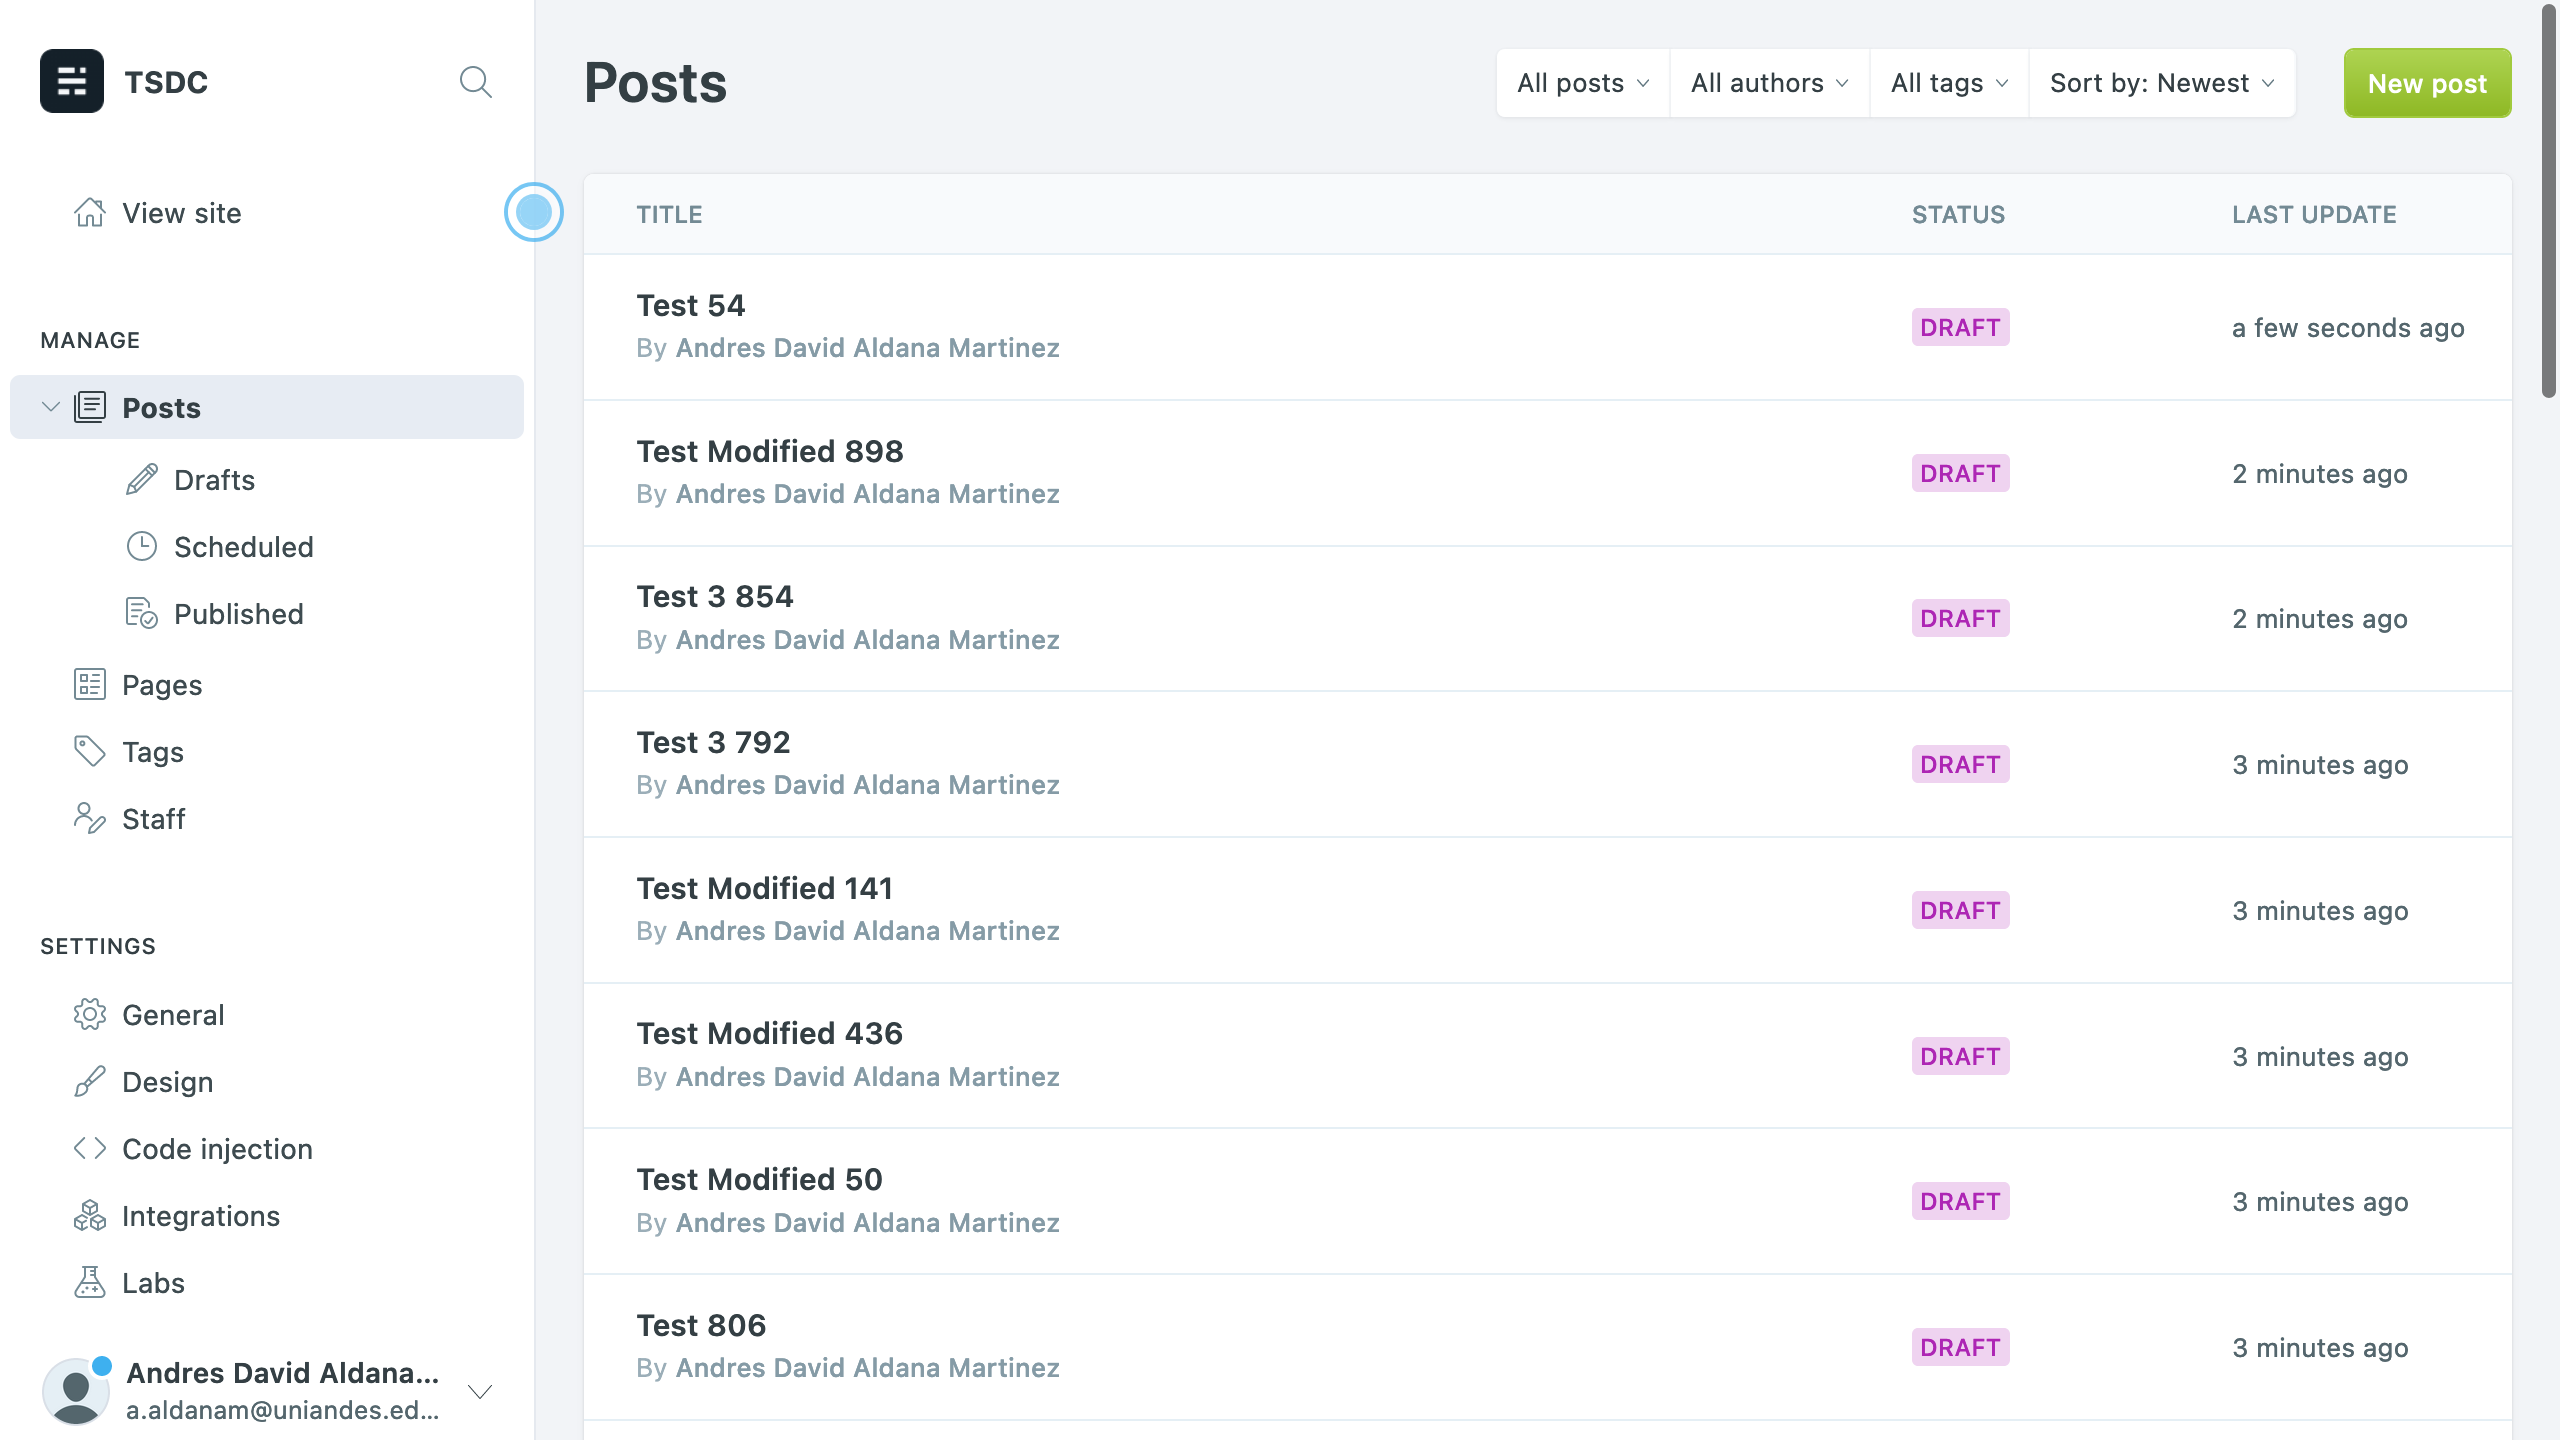 TSDC
View site
MANAGE
Posts
Drafts
Scheduled
Published
Pages
Tags
Staff
SETTINGS
General
Design
Code injection
Integrations
Labs
Andres David Aldana...
a.aldanam@uniandes.ed...
Posts
All posts
All authors
All tags
Sort by: Newest
New post
TITLE STATUS LAST UPDATE
Test 54
By Andres David Aldana Martinez
DRAFT
a few seconds ago
Test Modified 898
By Andres David Aldana Martinez
DRAFT
2 minutes ago
Test 3 854
By Andres David Aldana Martinez
DRAFT
2 minutes ago
Test 3 792
By Andres David Aldana Martinez
DRAFT
3 minutes ago
Test Modified 141
By Andres David Aldana Martinez
DRAFT
3 minutes ago
Test Modified 436
By Andres David Aldana Martinez
DRAFT
3 minutes ago
Test Modified 50
By Andres David Aldana Martinez
DRAFT
3 minutes ago
Test 806
By Andres David Aldana Martinez
DRAFT
3 minutes ago